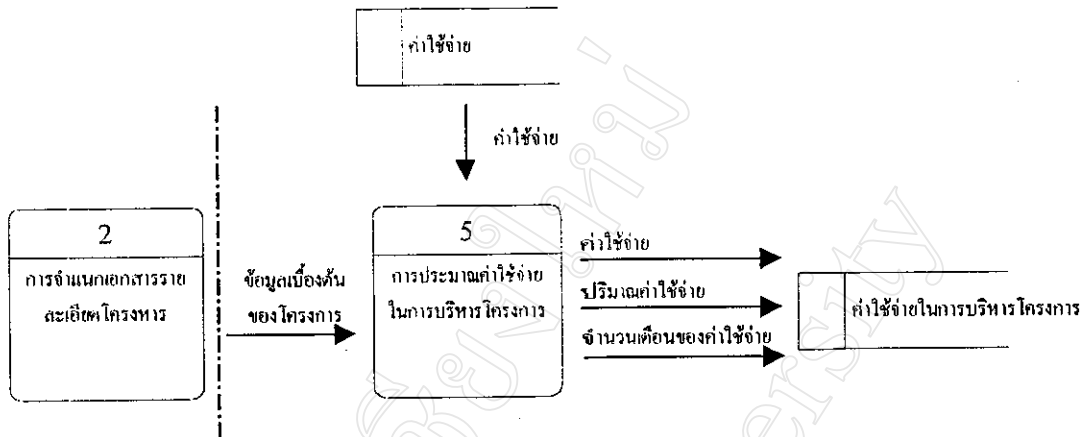 ค่าใช้จ่าย
ค่าใช้จ่าย
2
การจำแนกเอกสารราย
ละเอียดโครงหาร
ข้อมูลเบื้องต้น
ของโครงการ
5
การประมาณค่าใช้จ่าย
ในการบริหารโครงการ
ค่าใช้จ่าย
ปริมาณค่าใช้จ่าย
จำนวนเดือนของค่าใช้จ่าย
ค่าใช้จ่ายในการบริหารโครงการ